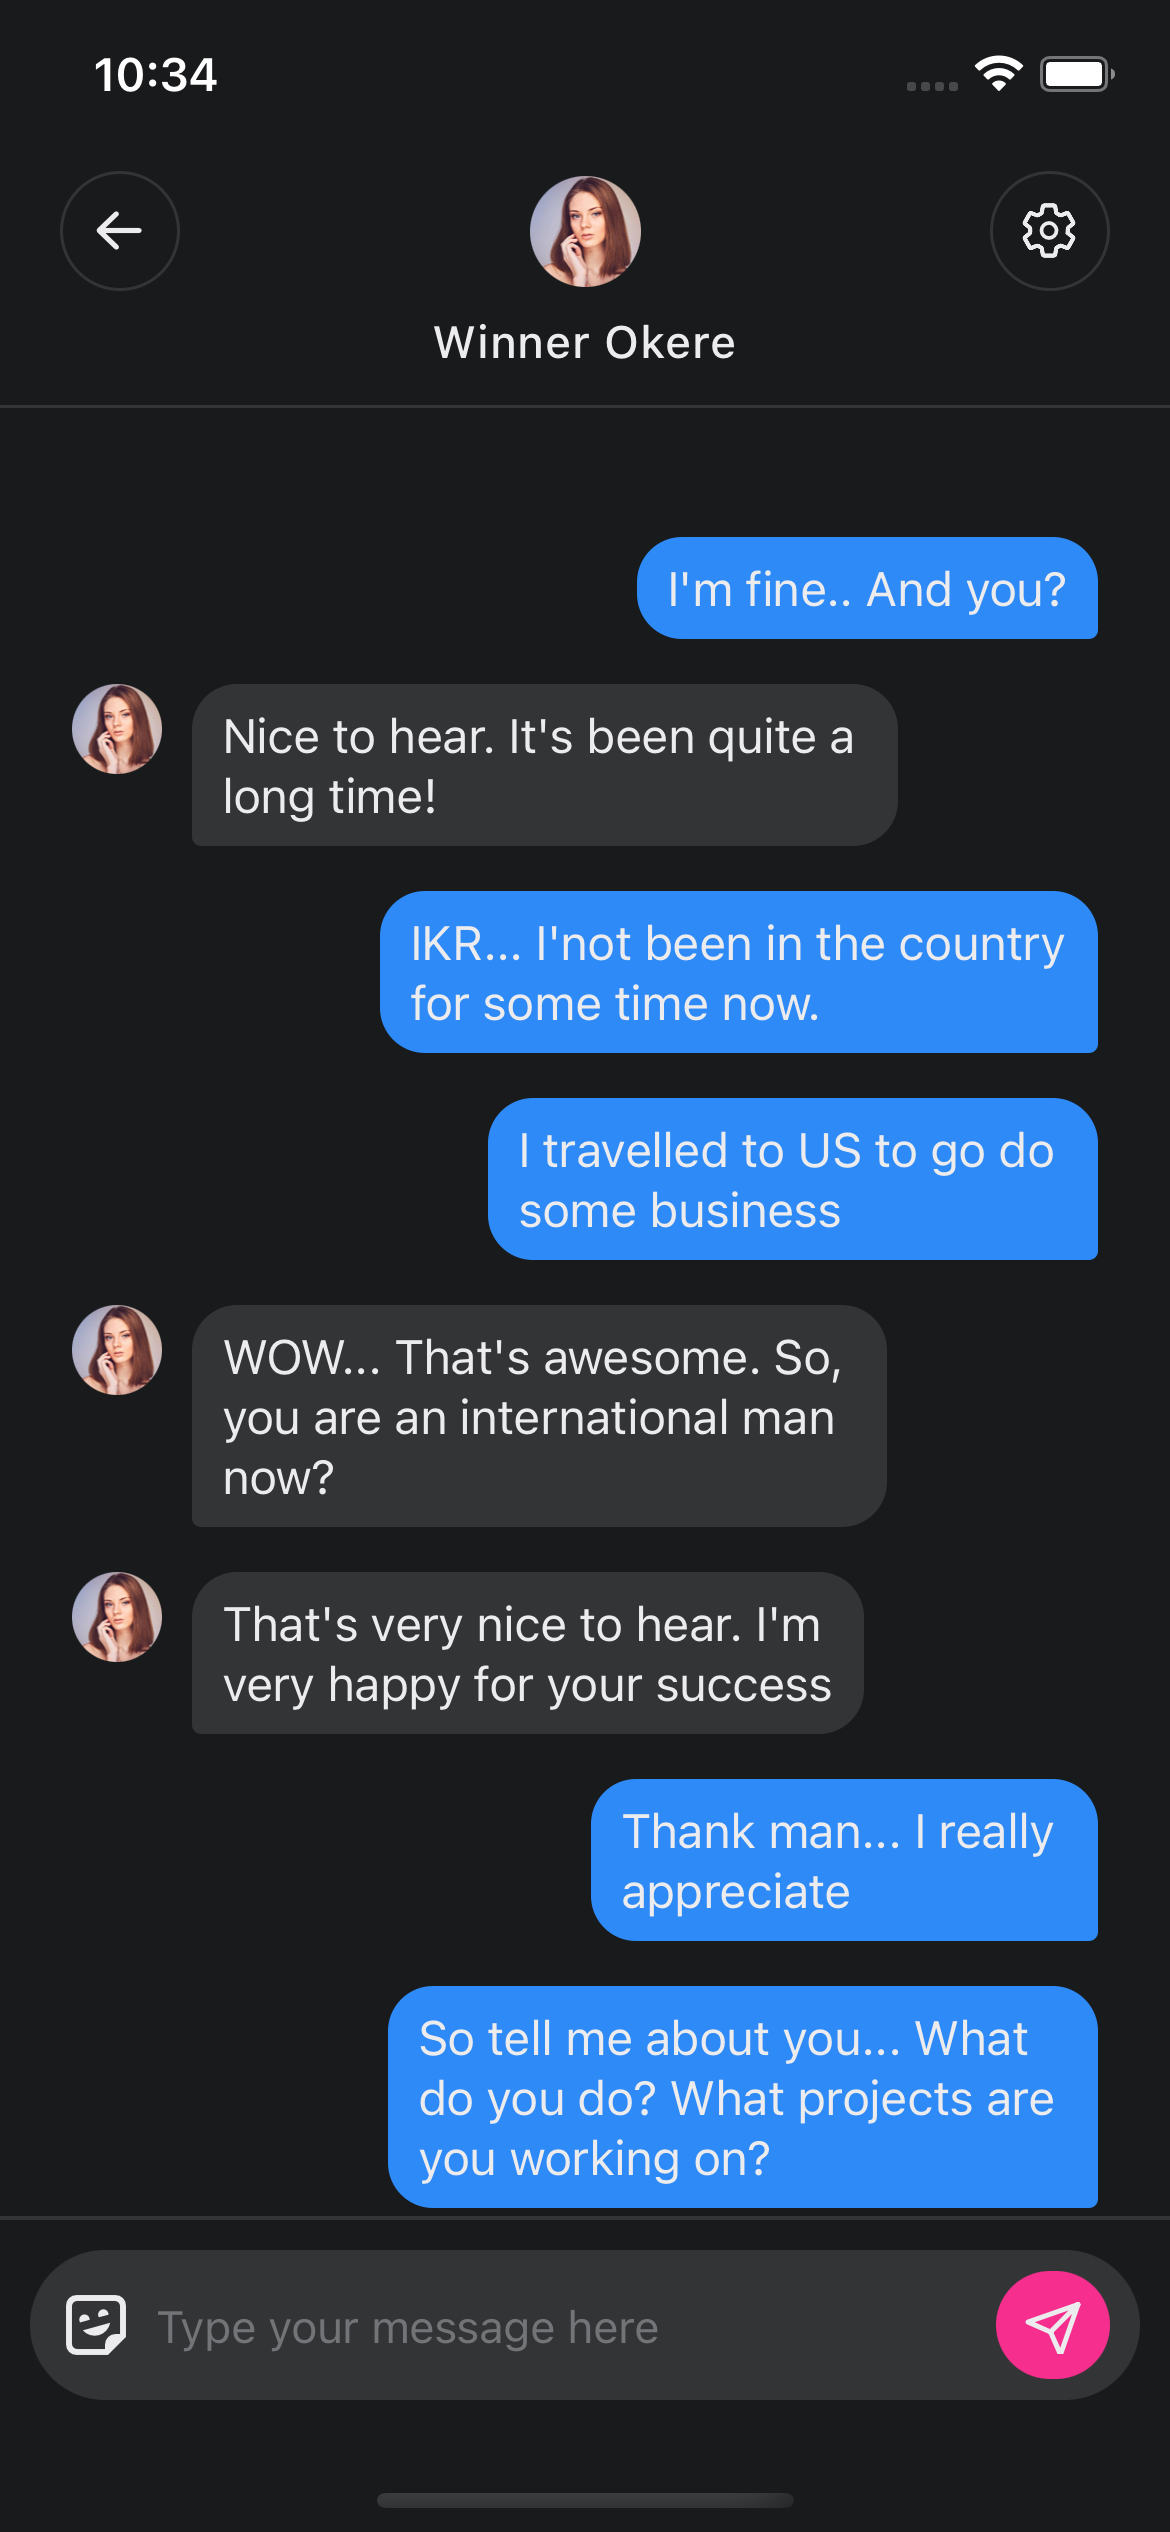 10:34
Winner Okere
I'm fine.. And you?
Nice to hear. It's been quite a
long time!
IKR... I'not been in the country
for some time now.
I travelled to US to go do
some business
WOW... That's awesome. So,
you are an international man
now?
That's very nice to hear. I'm
very happy for your success
Thank man... I really
appreciate
So tell me about you... What
do you do? What projects are
you working on?
Type your message here